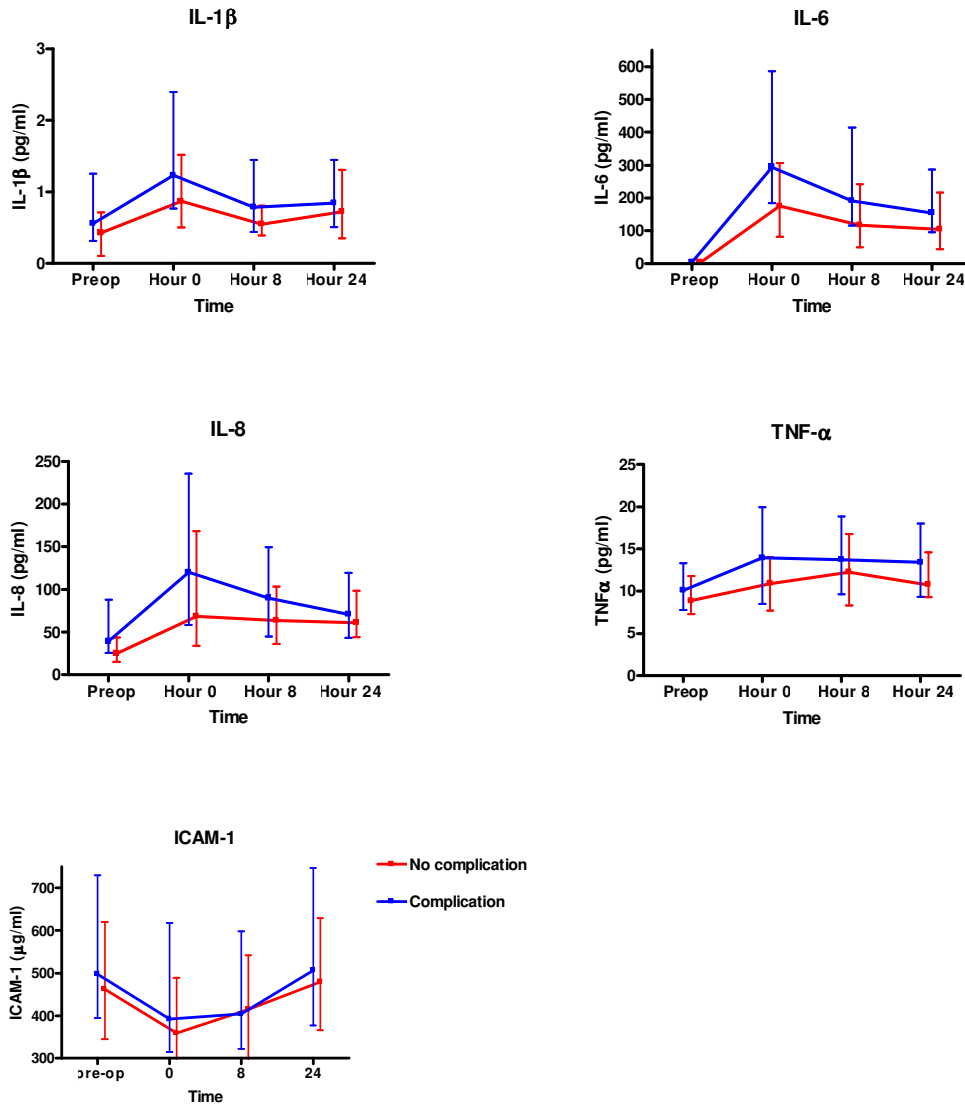 IL-1β
3
2
1
0
IL-1β (pg/ml)
Preop Hour 0 Hour 8 Hour 24
Time
IL-6
600
500
400
300
200
100
0
IL-6 (pg/ml)
Preop Hour 0 Hour 8 Hour 24
Time
IL-8
250
200
150
100
50
0
IL-8 (pg/ml)
Preop Hour 0 Hour 8 Hour 24
Time
TNF-α
25
20
15
10
5
0
TNFα (pg/ml)
Preop Hour 0 Hour 8 Hour 24
Time
ICAM-1
700
600
500
400
300
ICAM-1 (µg/ml)
pre-op 0 8 24
Time
No complication
Complication